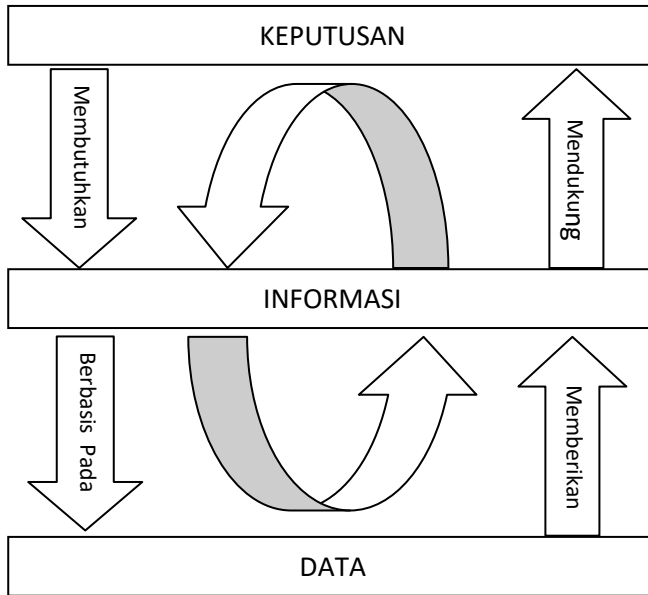 KEPUTUSAN
Membutuhkan
Mendukung
INFORMASI
Berbasis Pada
Memberikan
DATA